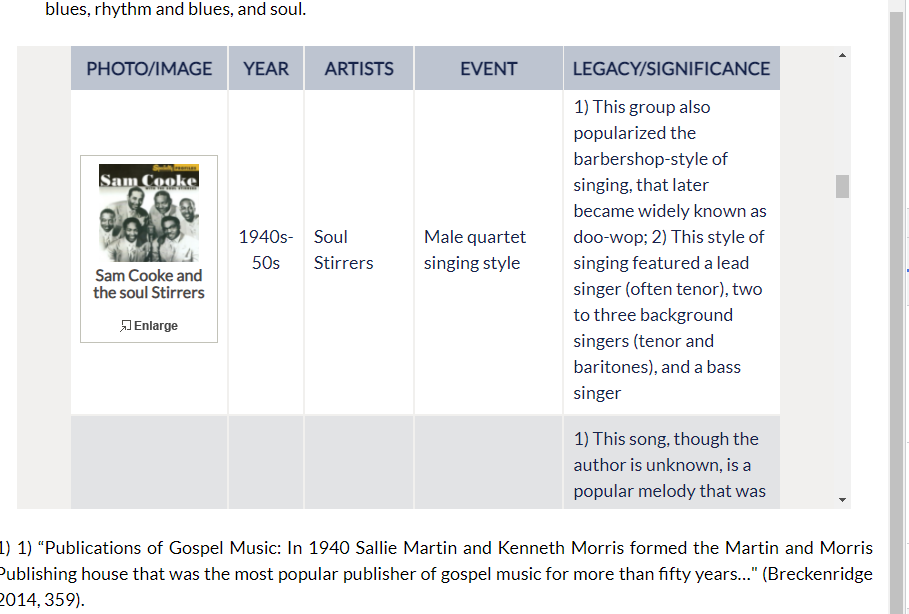 blues, rhythm and blues, and soul.
PHOTO/IMAGE YEAR ARTISTS EVENT LEGACY/SIGNIFICANCE
Sam Cooke
Sam Cooke and
the soul Stirrers
Enlarge
1940s-
50s
Soul
Stirrers
Male quartet
singing style
1) This group also
popularized the
barbershop-style of
singing, that later
became widely known as
doo-wop; 2) This style of
singing featured a lead
singer (often tenor), two
to three background
singers (tenor and
baritones), and a bass
singer
1) This song, though the
author is unknown, is a
popular melody that was
1) 1) “Publications of Gospel Music: In 1940 Sallie Martin and Kenneth Morris formed the Martin and Morris
Publishing house that was the most popular publisher of gospel music for more than fifty years…" (Breckenridge
2014, 359).